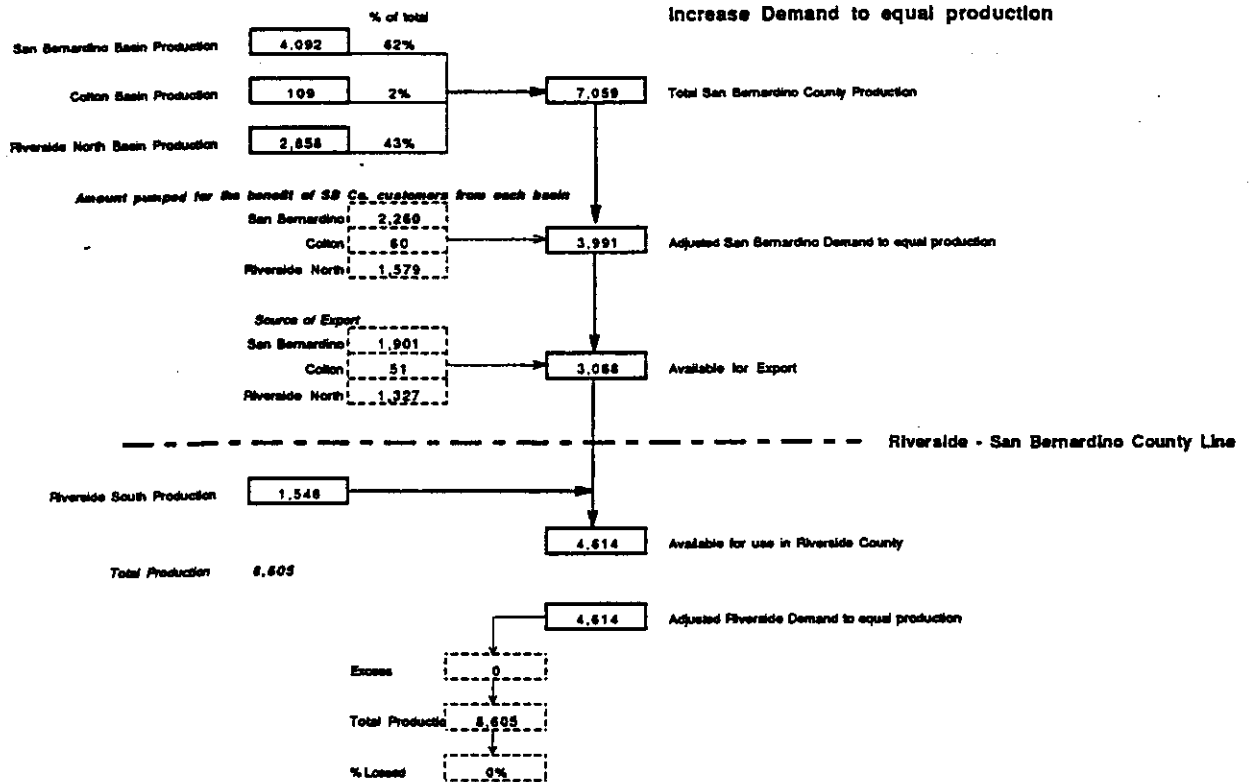 Increase Demand to equal production
% of total
San Bernardino Basin Production 4,092 62%
Colton Basin Production 109 2% 7,059 Total San Bernardino County Production
Riverside North Basin Production 2,858 43%
Amount pumped for the benefit of SB Co. customers from each basin
San Bernardino 2,260
Colton 60 3,991 Adjusted San Bernardino Demand to equal production
Riverside North 1,579
Source of Export
San Bernardino 1,901
Colton 51 3,068 Available for Export
Riverside North 1,327
Riverside - San Bernardino County Line
Riverside South Production 1,546
4,614 Available for use in Riverside County
Total Production 8,605
4,614 Adjusted Riverside Demand to equal production
Excess 0
Total Productio 8,605
% Lossed 0%